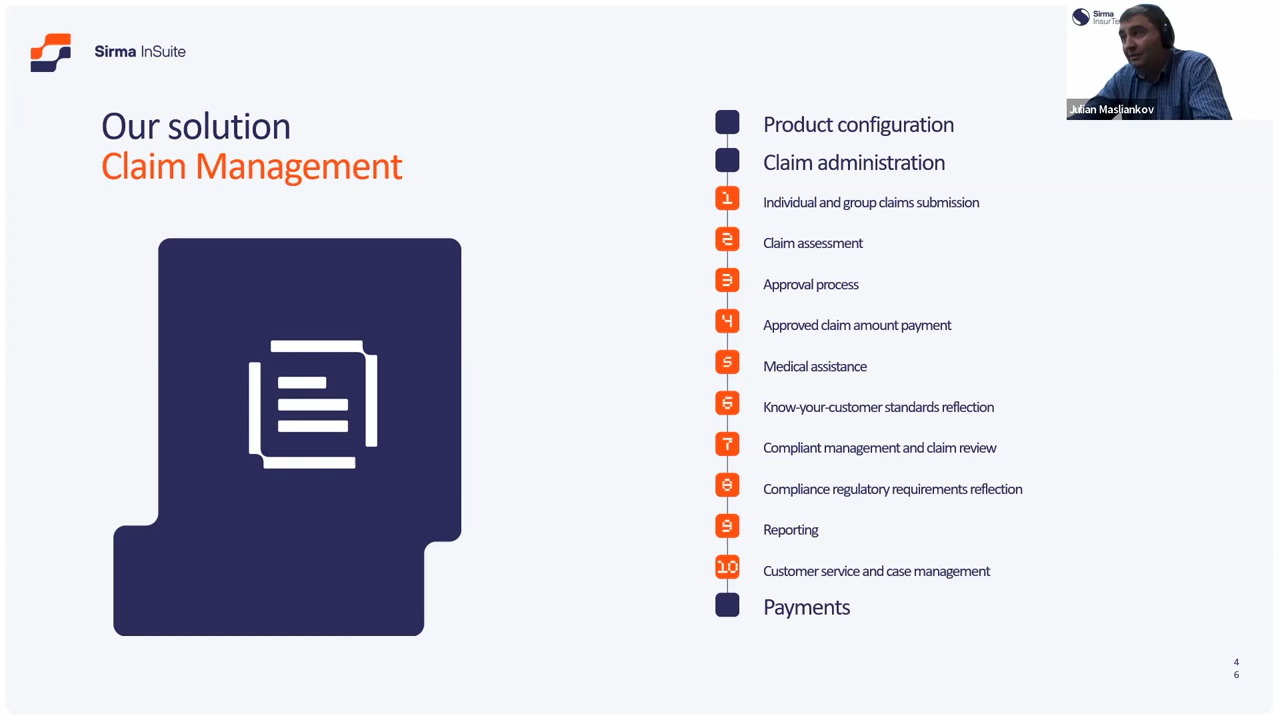 Sirma InSuite
Sirma
InsurTe
Julian Masliankov
Our solution
Claim Management
Product configuration
Claim administration
1 Individual and group claims submission
2 Claim assessment
3 Approval process
4 Approved claim amount payment
5 Medical assistance
6 Know-your-customer standards reflection
7 Compliant management and claim review
8 Compliance regulatory requirements reflection
9 Reporting
10 Customer service and case management
Payments
4
6